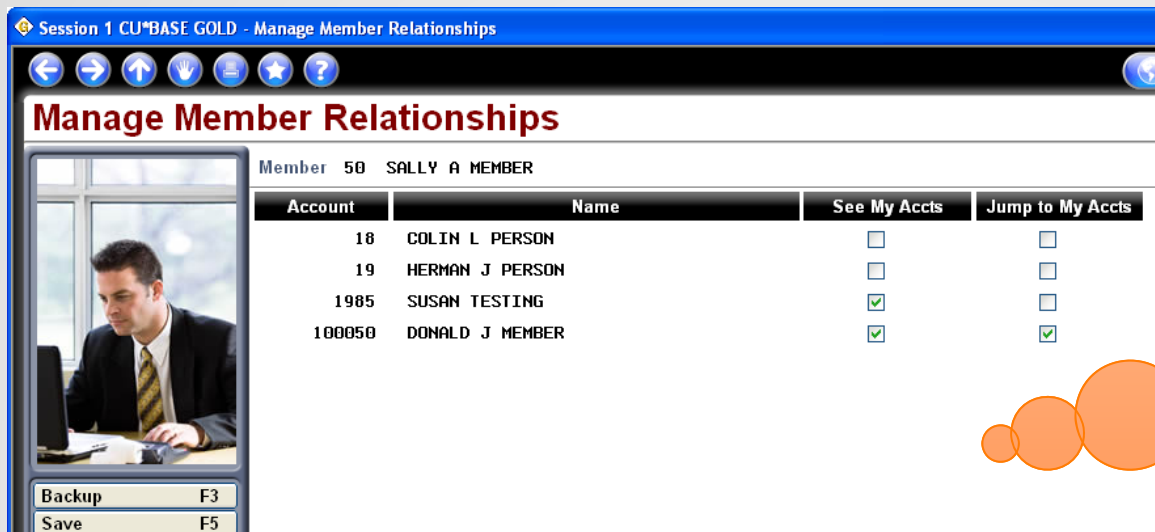 Session 1 CU*BASE GOLD - Manage Member Relationships
Manage Member Relationships
Member 50 SALLY A MEMBER
Account Name See My Accts Jump to My Accts
18 COLIN L PERSON
19 HERMAN J PERSON
1985 SUSAN TESTING
100050 DONALD J MEMBER
Backup F3
Save F5